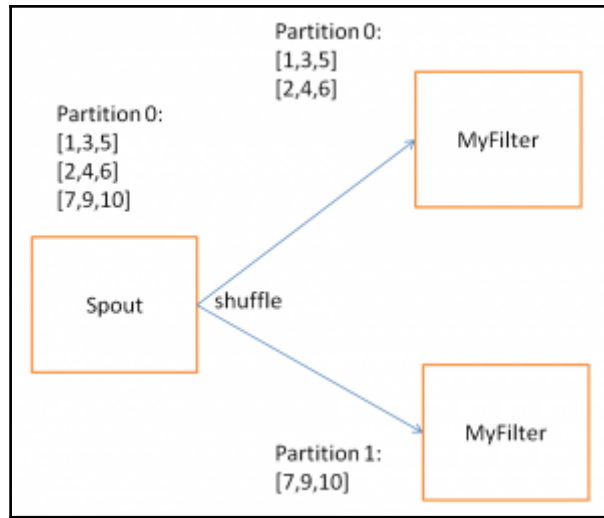 Partition 0:
[1,3,5]
[2,4,6]
Partition 0:
[1,3,5]
[2,4,6]
[7,9,10]
MyFilter
Spout
shuffle
MyFilter
Partition 1:
[7,9,10]